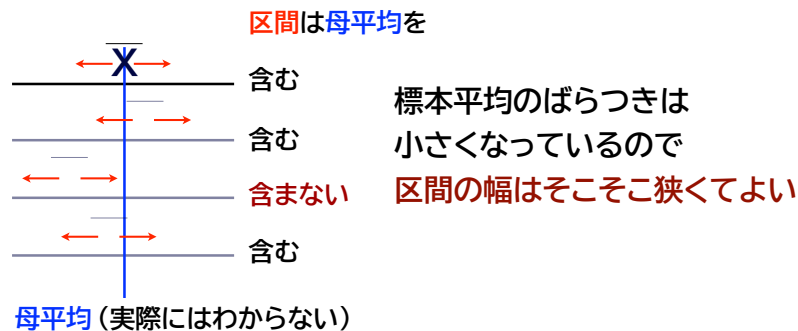 区間は母平均を
X
含む
含む
含まない
含む
標本平均のばらつきは
小さくなっているので
区間の幅はそこそこ狭くてよい
母平均（実際にはわからない）